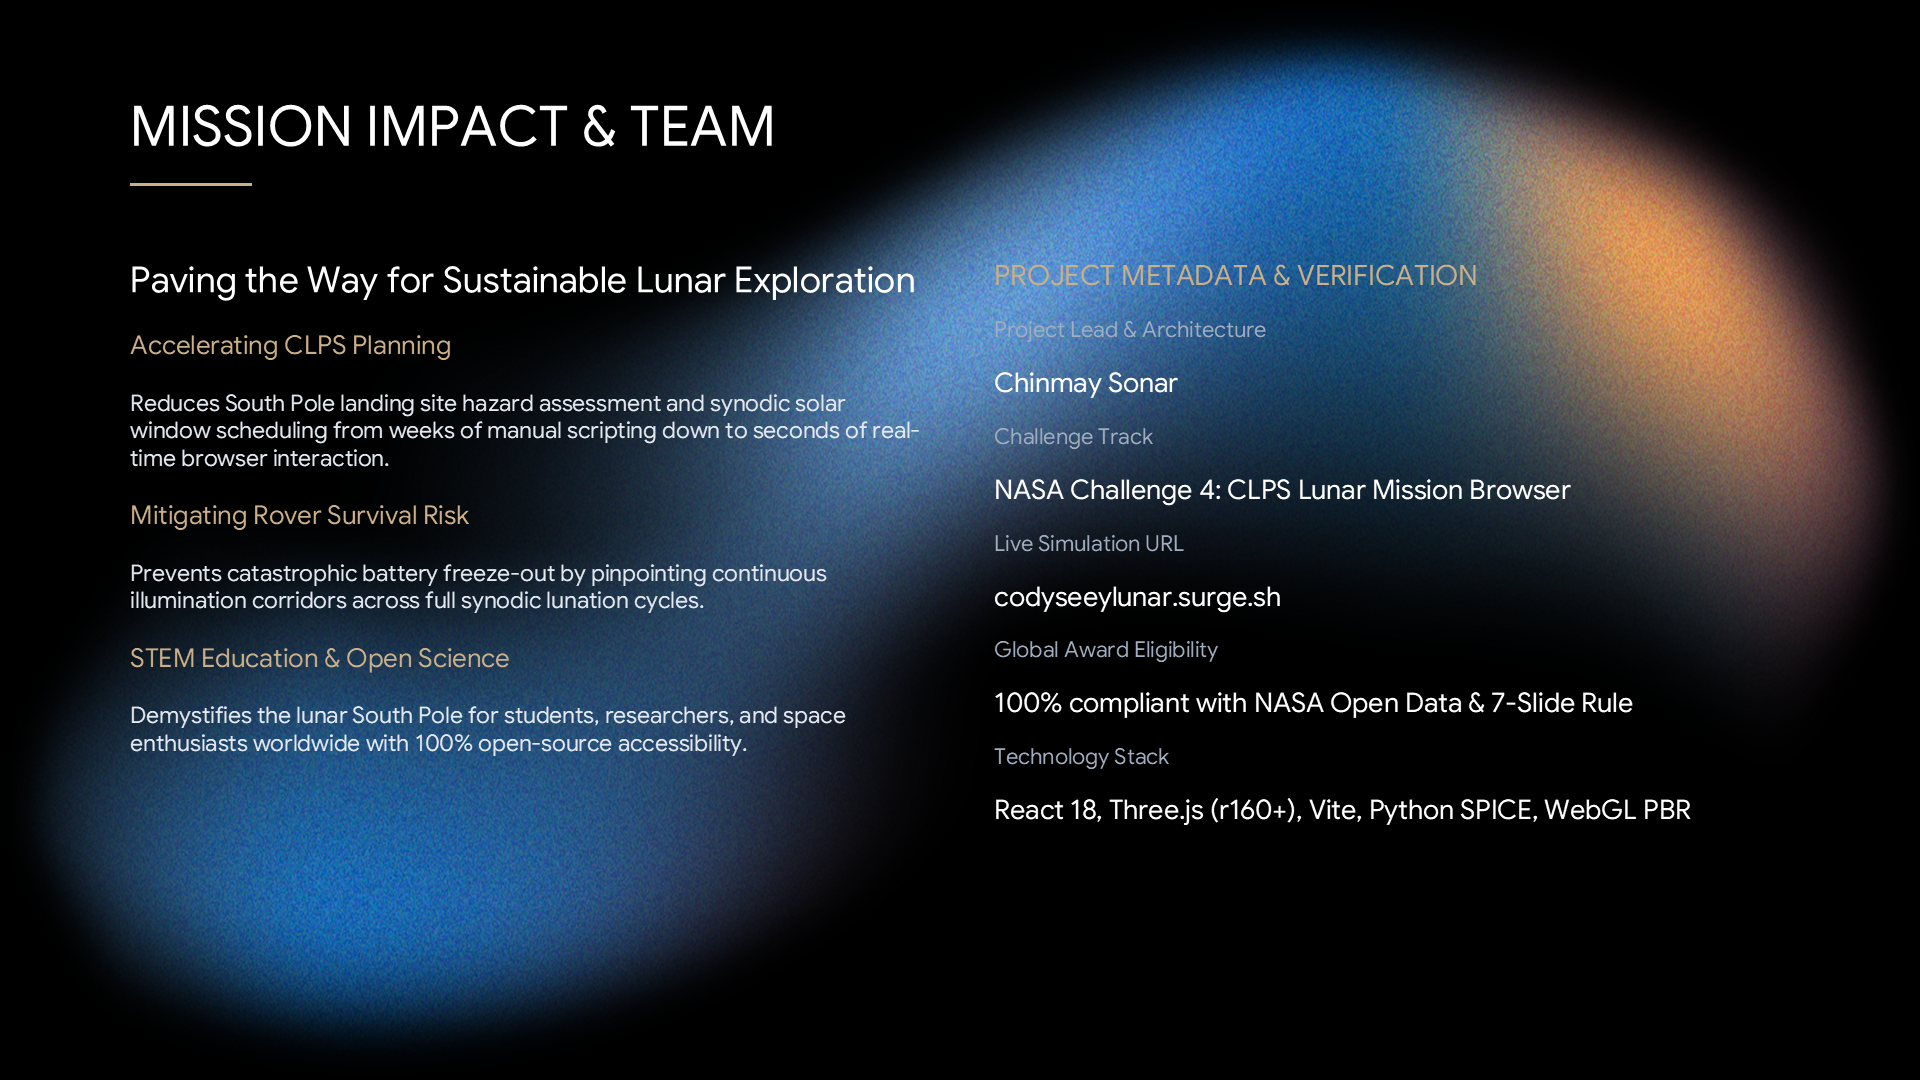 MISSION IMPACT & TEAM
Paving the Way for Sustainable Lunar Exploration
Accelerating CLPS Planning
Reduces South Pole landing site hazard assessment and synodic solar
window scheduling from weeks of manual scripting down to seconds of real-
time browser interaction.
Mitigating Rover Survival Risk
Prevents catastrophic battery freeze-out by pinpointing continuous
illumination corridors across full synodic lunation cycles.
STEM Education & Open Science
Demystifies the lunar South Pole for students, researchers, and space
enthusiasts worldwide with 100% open-source accessibility.
PROJECT METADATA & VERIFICATION
Project Lead & Architecture
Chinmay Sonar
Challenge Track
NASA Challenge 4: CLPS Lunar Mission Browser
Live Simulation URL
codyseeylunar.surge.sh
Global Award Eligibility
100% compliant with NASA Open Data & 7-Slide Rule
Technology Stack
React 18, Three.js (r160+), Vite, Python SPICE, WebGL PBR